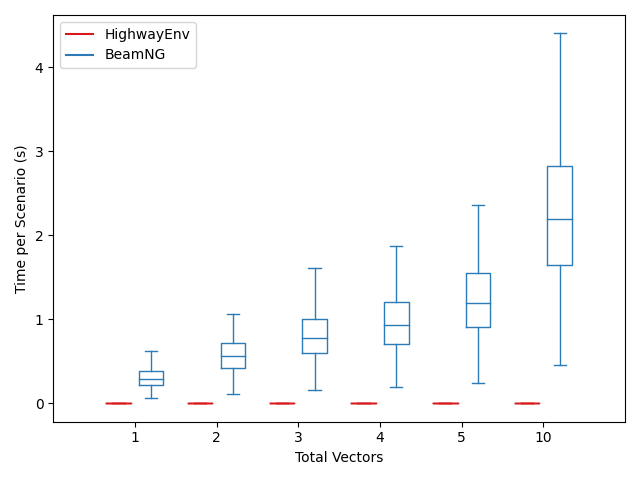 HighwayEnv
BeamNG
Time per Scenario (s)
4
3
2
1
0
1 2 3 4 5 10
Total Vectors